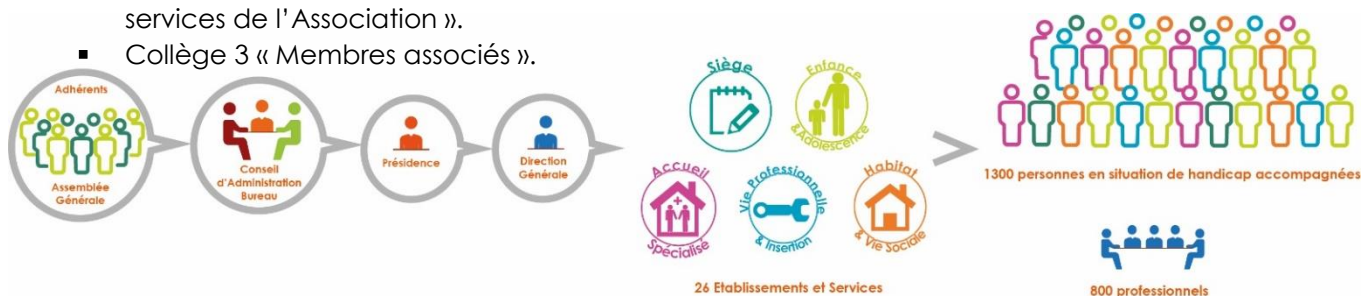 services de l’Association ».
▪ Collège 3 « Membres associés ».
Adhérents
Assemblée
Générale
Conseil
d'Administration
Bureau
Présidence
Direction
Générale
Siège
Enfance
&Adolescence
Accueil
Spécialisé
Vie Professionnelle
& Insertion
Habitat
& Vie Sociale
26 Etablissements et Services
1300 personnes en situation de handicap accompagnées
800 professionnels